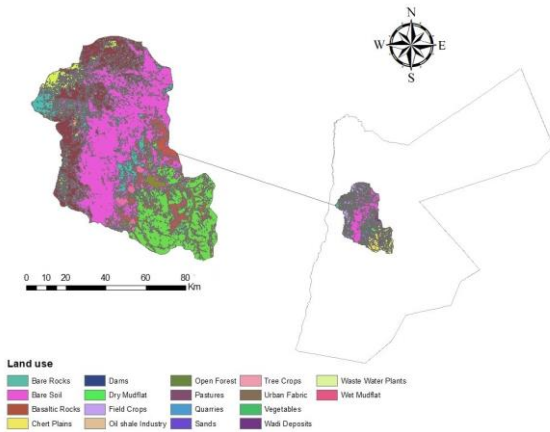 N
W E
S
0 10 20 40 60 80
Km
Land use
Bare Rocks Dams Open Forest Tree Crops Waste Water Plants
Bare Soil Dry Mudflat Pastures Urban Fabric Wet Mudflat
Basaltic Rocks Field Crops Quarries Vegetables
Chert Plains Oil shale Industry Sands Wadi Deposits